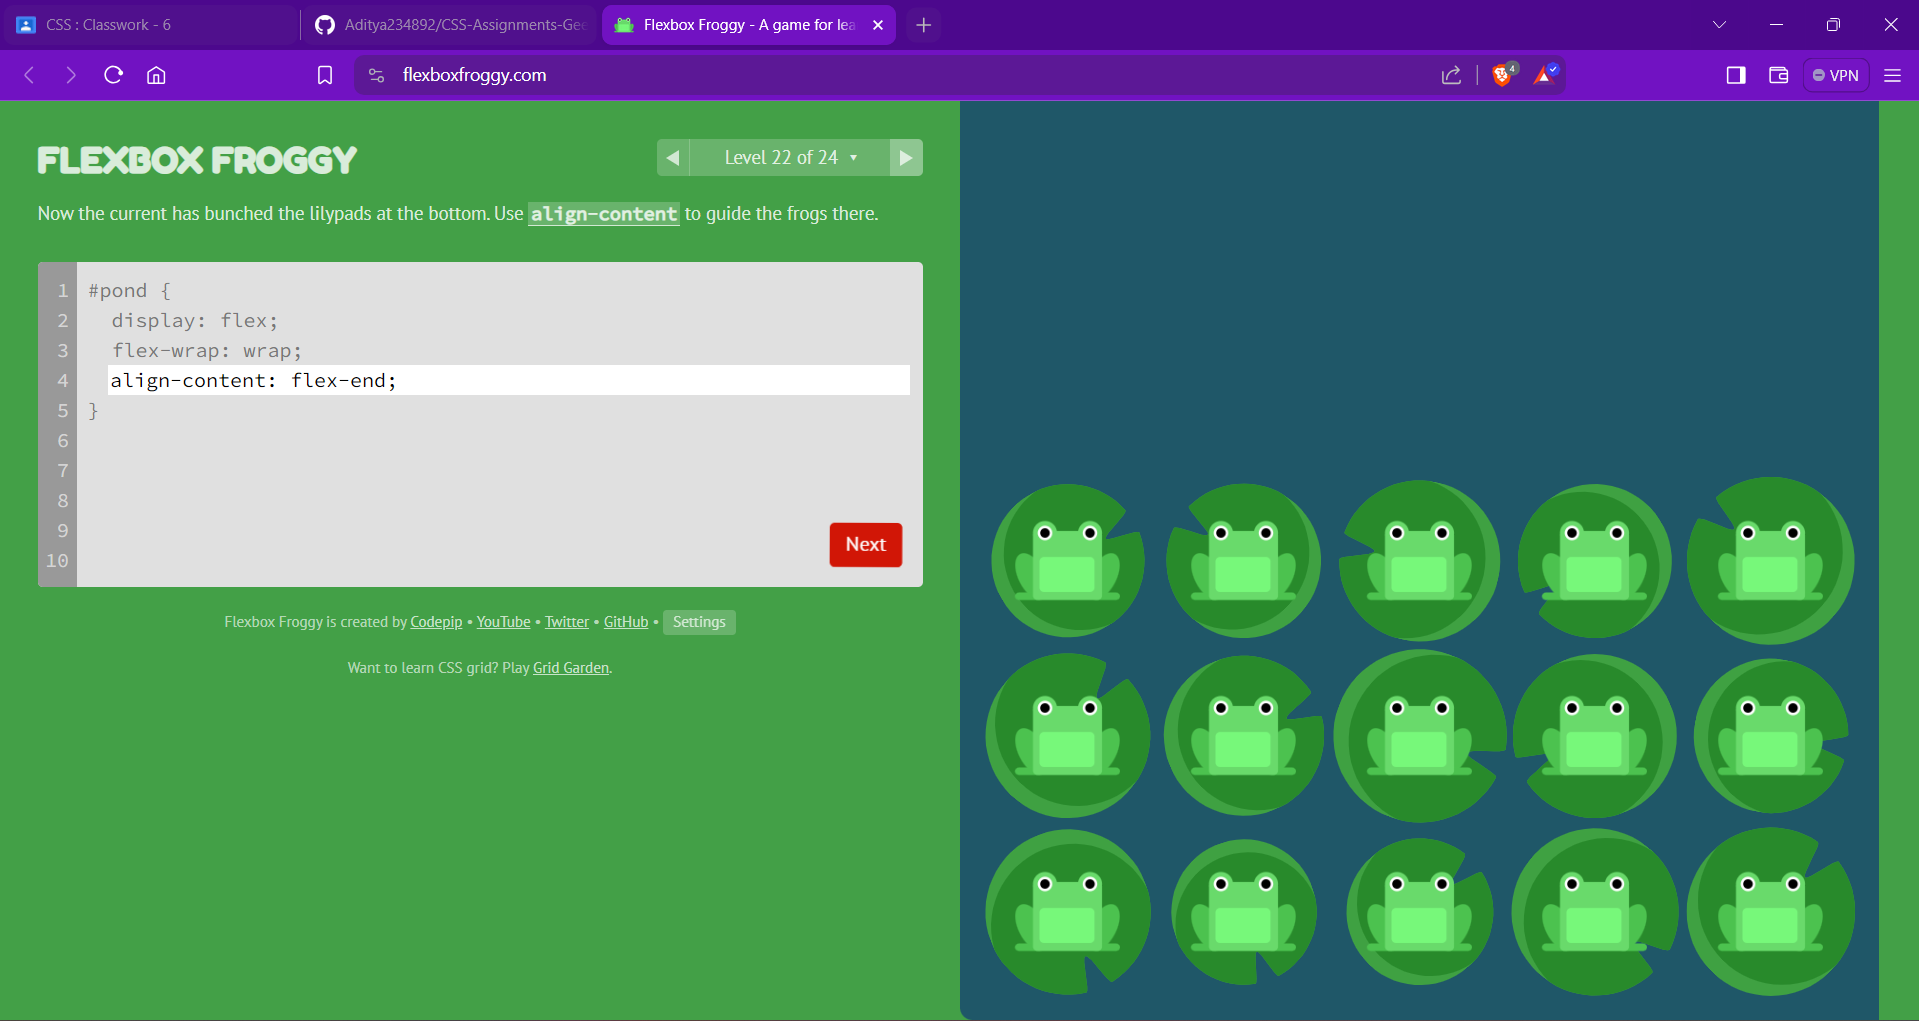 CSS : Classwork - 6
Aditya234892/CSS-Assignments-Gee
Flexbox Froggy - A game for lea
flexboxfroggy.com
4
VPN
FLEXBOX FROGGY
Level 22 of 24
Now the current has bunched the lilypads at the bottom. Use align-content to guide the frogs there.
1 #pond {
2 display: flex;
3 flex-wrap: wrap;
4 align-content: flex-end;
5 }
6
7
8
9
10
Next
Flexbox Froggy is created by Codepip • YouTube • Twitter • GitHub • Settings
Want to learn CSS grid? Play Grid Garden.